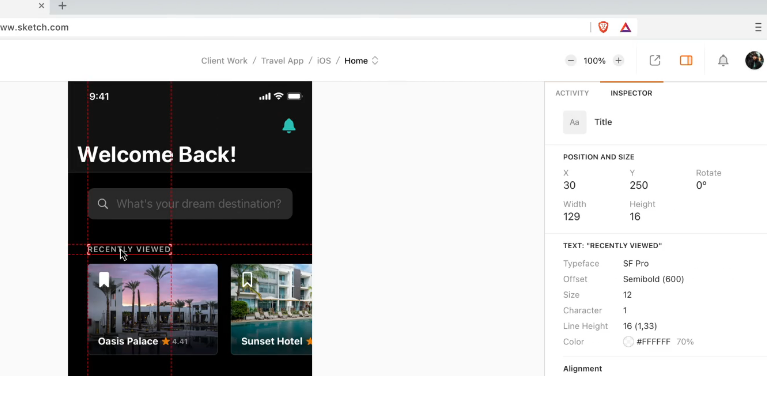 ww.sketch.com
Client Work / Travel App / iOS / Home
100%
ACTIVITY
INSPECTOR
Aa
Title
POSITION AND SIZE
X
Y
Rotate
30
250
0°
Width
Height
129
16
TEXT: "RECENTLY VIEWED"
Typeface
SF Pro
Offset
Semibold (600)
Size
12
Character
1
Line Height
16 (1,33)
Color
#FFFFFF 70%
Alignment
9:41
Welcome Back!
What's your dream destination?
RECENTLY VIEWED
Oasis Palace
4.41
Sunset Hotel